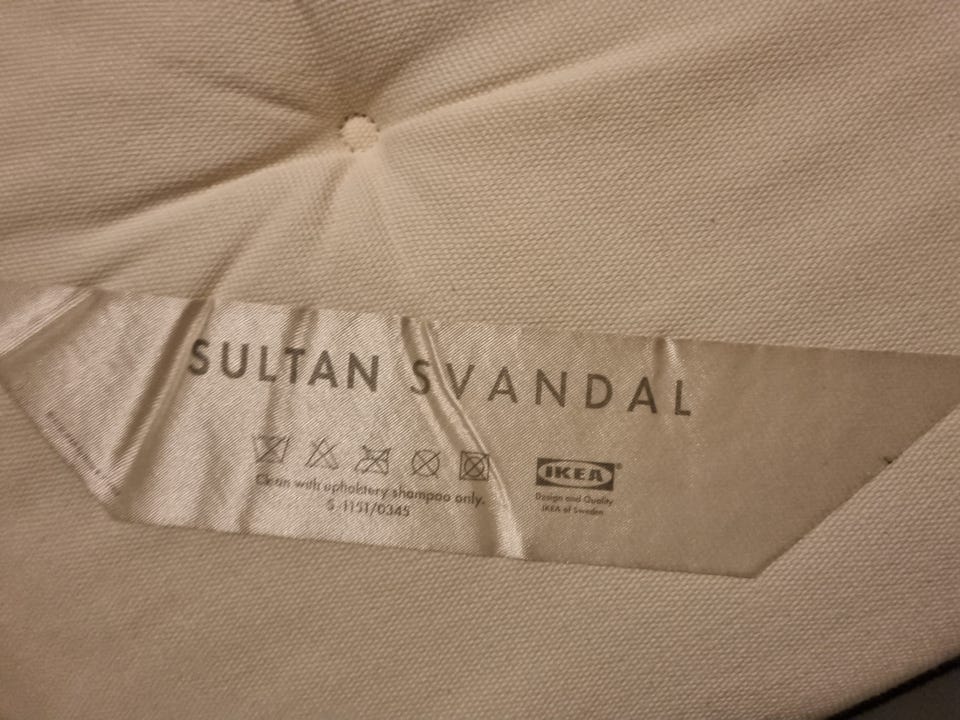 SULTAN SVANDAL
Clean with upholstery shampoo only.
S 1151/0345
IKEA®
Design and Quality
IKEA of Sweden